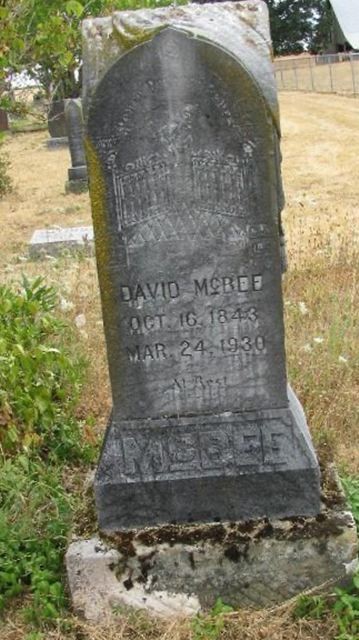 DAVID McBEE
OCT. 16, 1843
MAR. 24, 1930
At Rest
McBEE